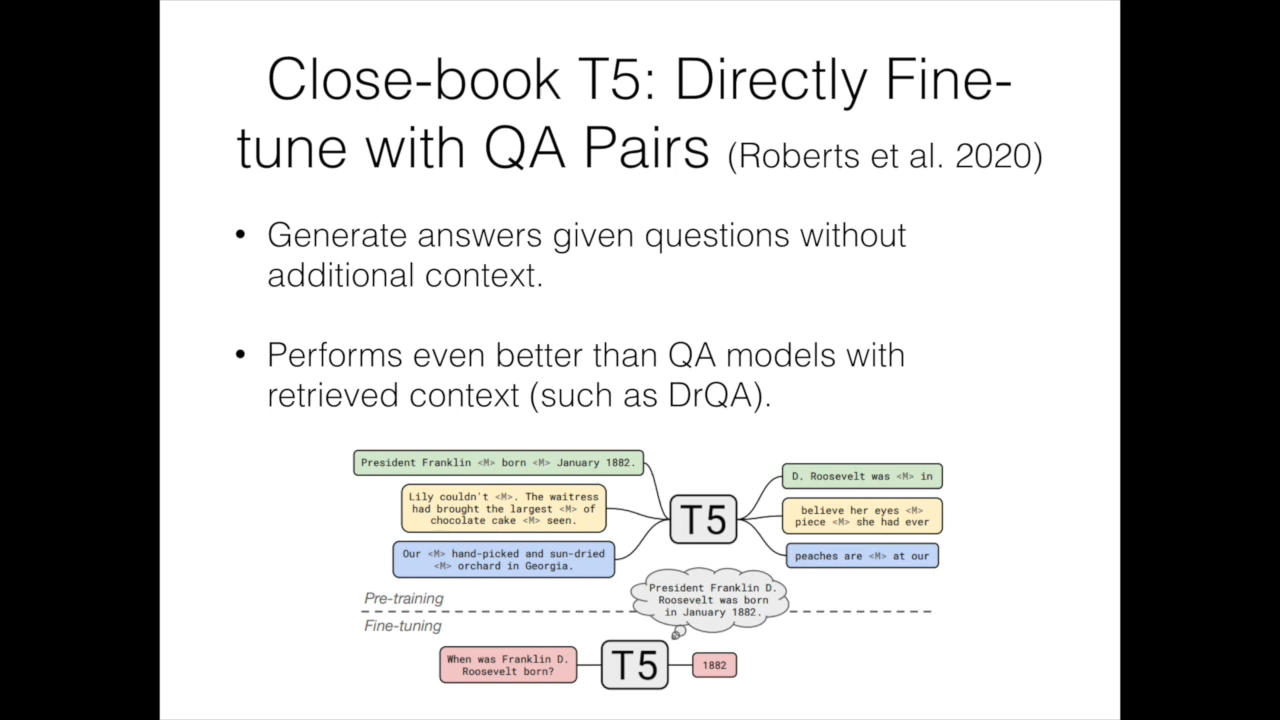 Close-book T5: Directly Fine-
tune with QA Pairs (Roberts et al. 2020)
• Generate answers given questions without
additional context.
• Performs even better than QA models with
retrieved context (such as DrQA).
President Franklin <M> born <M> January 1882.
Lily couldn't <M>. The waitress
had brought the largest <M> of
chocolate cake <M> seen.
Our <M> hand-picked and sun-dried
<M> orchard in Georgia.
T5
D. Roosevelt was <M> in
believe her eyes <M>
piece <M> she had ever
peaches are <M> at our
Pre-training
President Franklin D.
Roosevelt was born
in January 1882.
Fine-tuning
When was Franklin D.
Roosevelt born?
T5
1882